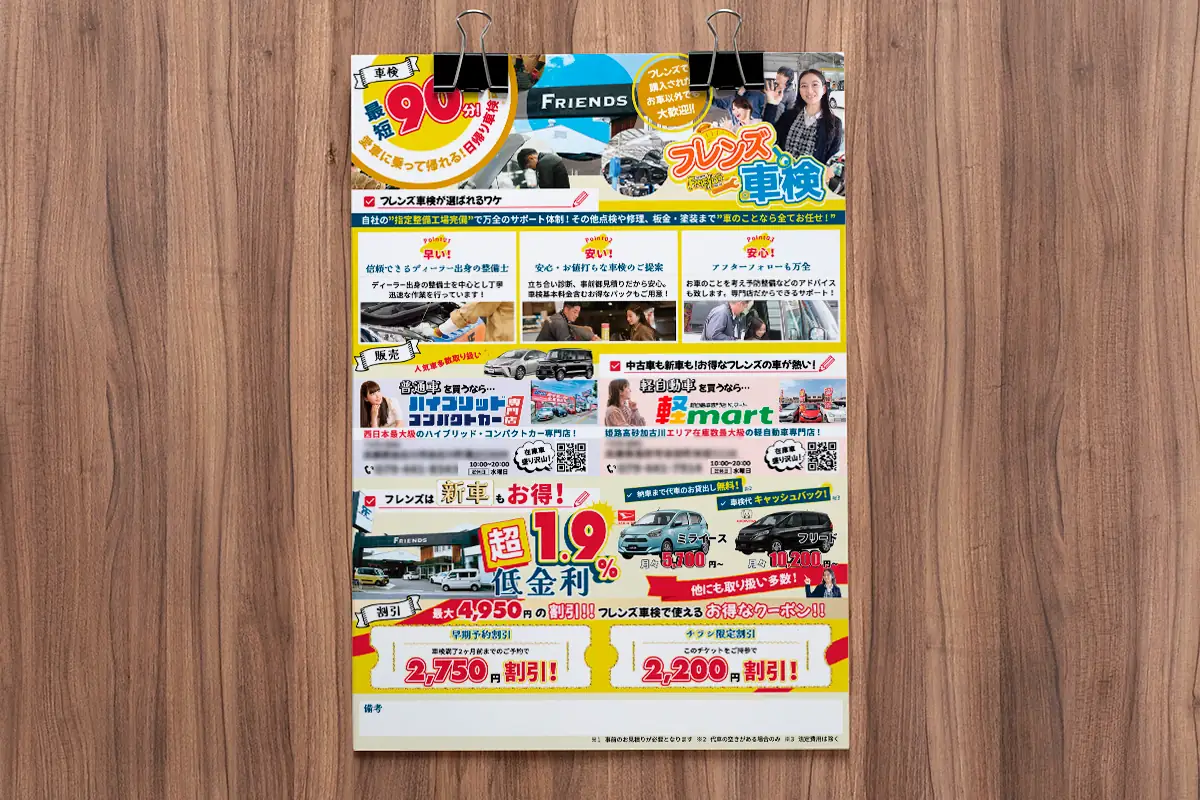 車検
最短90分!
愛車に乗って帰れる!日帰り車検
FRIENDS
フレンズで
購入された
お車以外でも
大歓迎!!
フレンズ
車検
フレンズ車検が選ばれるワケ
自社の”指定整備工場完備”で万全のサポート体制!その他点検や修理、板金・塗装まで”車のことなら全てお任せ!”
Point01
早い!
信頼できるディーラー出身の整備士
ディーラー出身の整備士を中心とし丁寧
迅速な作業を行っています!
Point02
安い!
安心・お値打ちな車検のご提案
立ち合い診断、事前御見積りだから安心。
車検基本料含むお得なパックもご用意!
Point03
安心!
アフターフォローも万全
お車のことを考え予防整備などのアドバイス
も致します。専門店だからできるサポート!
販売
人気車多数取り扱い
中古車も新車も!お得なフレンズの車が熱い!
普通車を買うなら…
ハイブリッド
コンパクトカー
専門店
西日本最大級のハイブリッド・コンパクトカー専門店!
10:00~20:00
定休日 水曜日
在庫車
盛り沢山!
軽自動車を買うなら…
軽mart
姫路高砂加古川エリア在庫数最大級の軽自動車専門店!
10:00~20:00
定休日 水曜日
在庫車
盛り沢山!
フレンズは新車もお得!
FRIENDS
超
1.9%
低金利
納車まで代車のお貸出し無料!
車検代キャッシュバック!
ミライース
月々5,700円~
フリード
月々10,200円~
他にも取り扱い多数!
割引
最大4,950円の割引!!フレンズ車検で使えるお得なクーポン!!
早期予約割引
車検満了2ヶ月前までのご予約で
2,750円割引!
チラシ限定割引
このチケットをご持参で
2,200円割引!
備考
※1 事前のお見積りが必要となります ※2 代車の空きがある場合のみ ※3 法定費用は除く